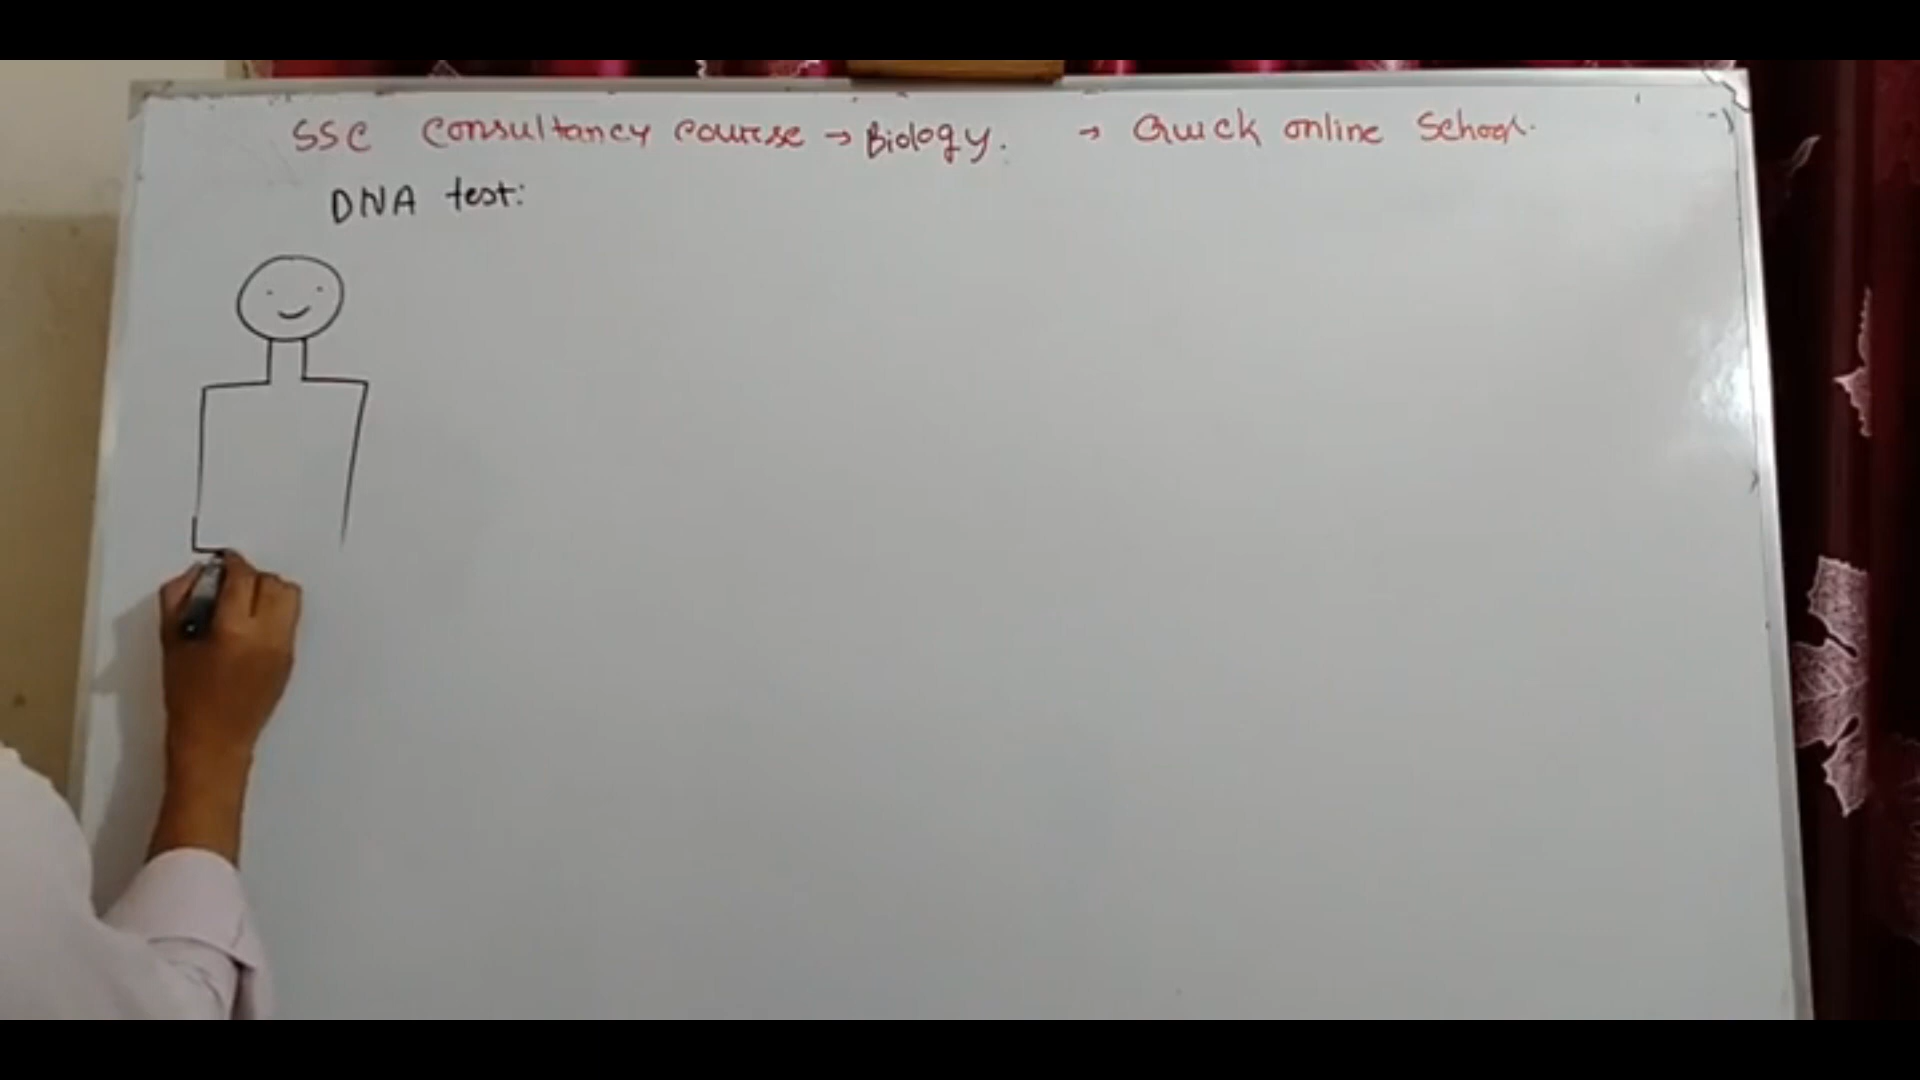 SSC Consultancy course → Biology. → Quick online School.
DNA test: